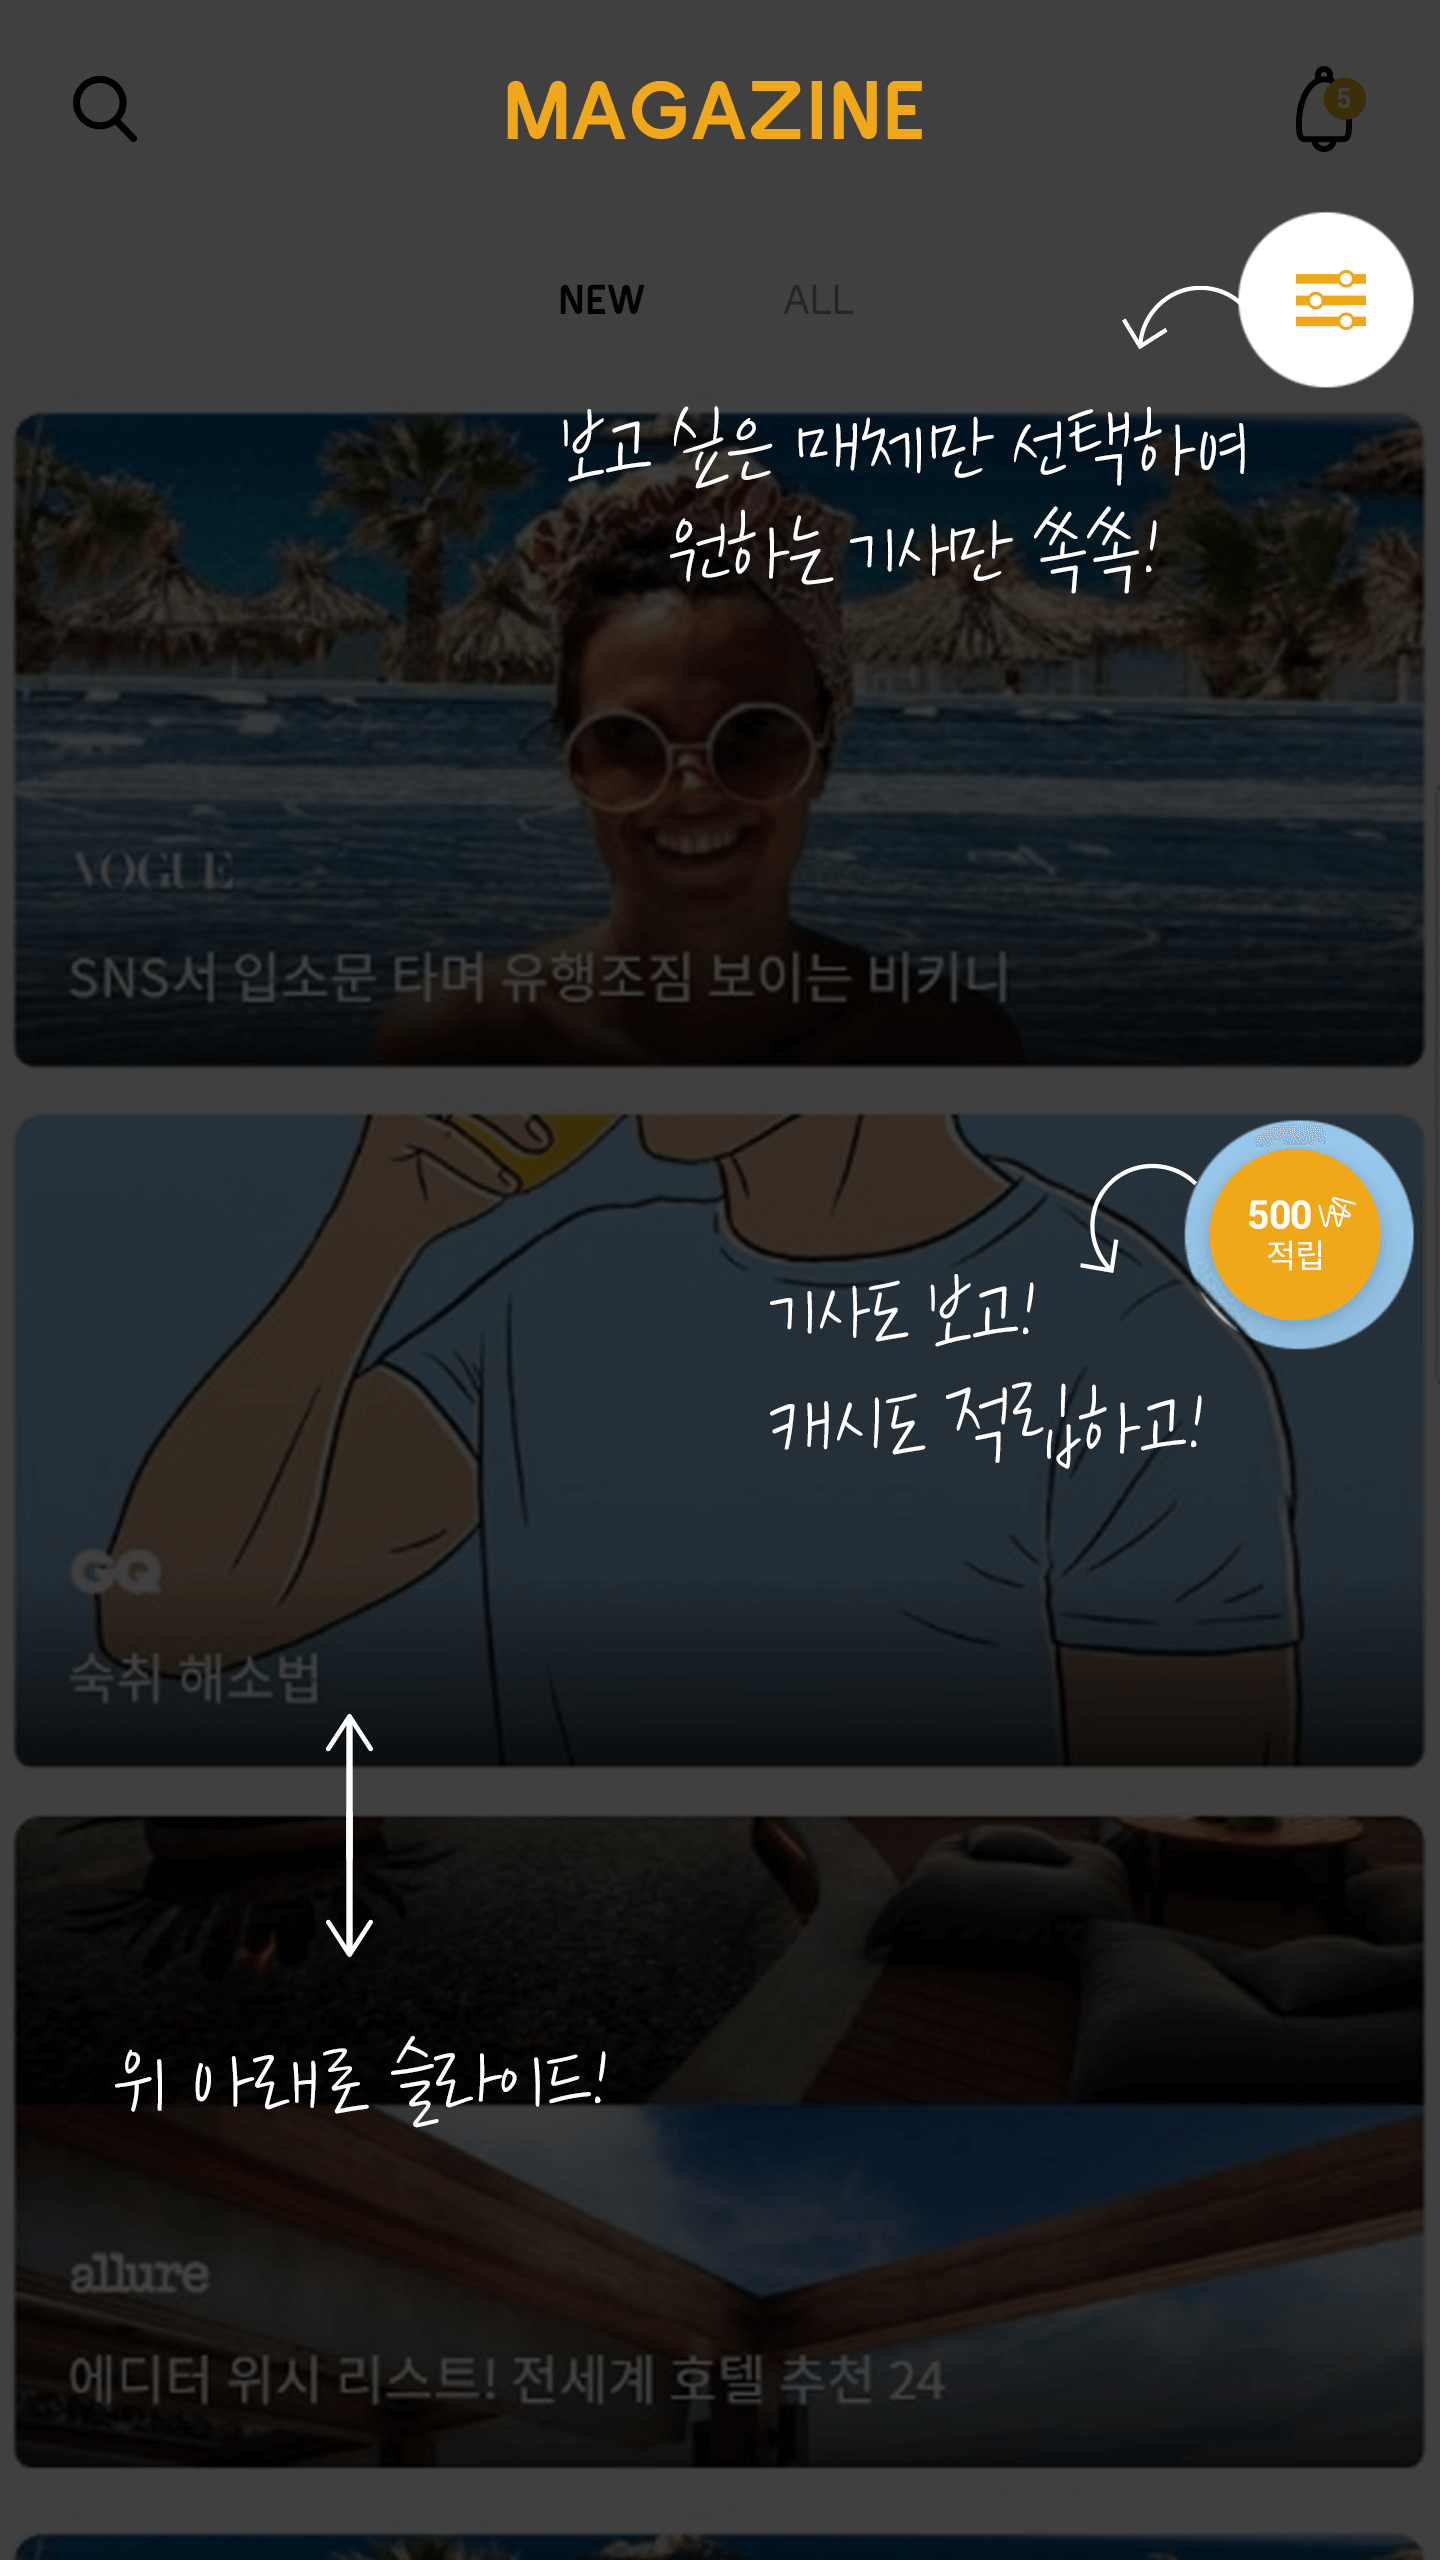 MAGAZINE
5
NEW ALL
보고 싶은 매체만 선택하여
원하는 기사만 쏙쏙!
VOGUE
SNS서 입소문 타며 유행조짐 보이는 비키니
500
적립
기사도 보고!
캐시도 적립하고!
GQ
숙취 해소법
위 아래로 슬라이드!
allure
에디터 위시 리스트! 전세계 호텔 추천 24